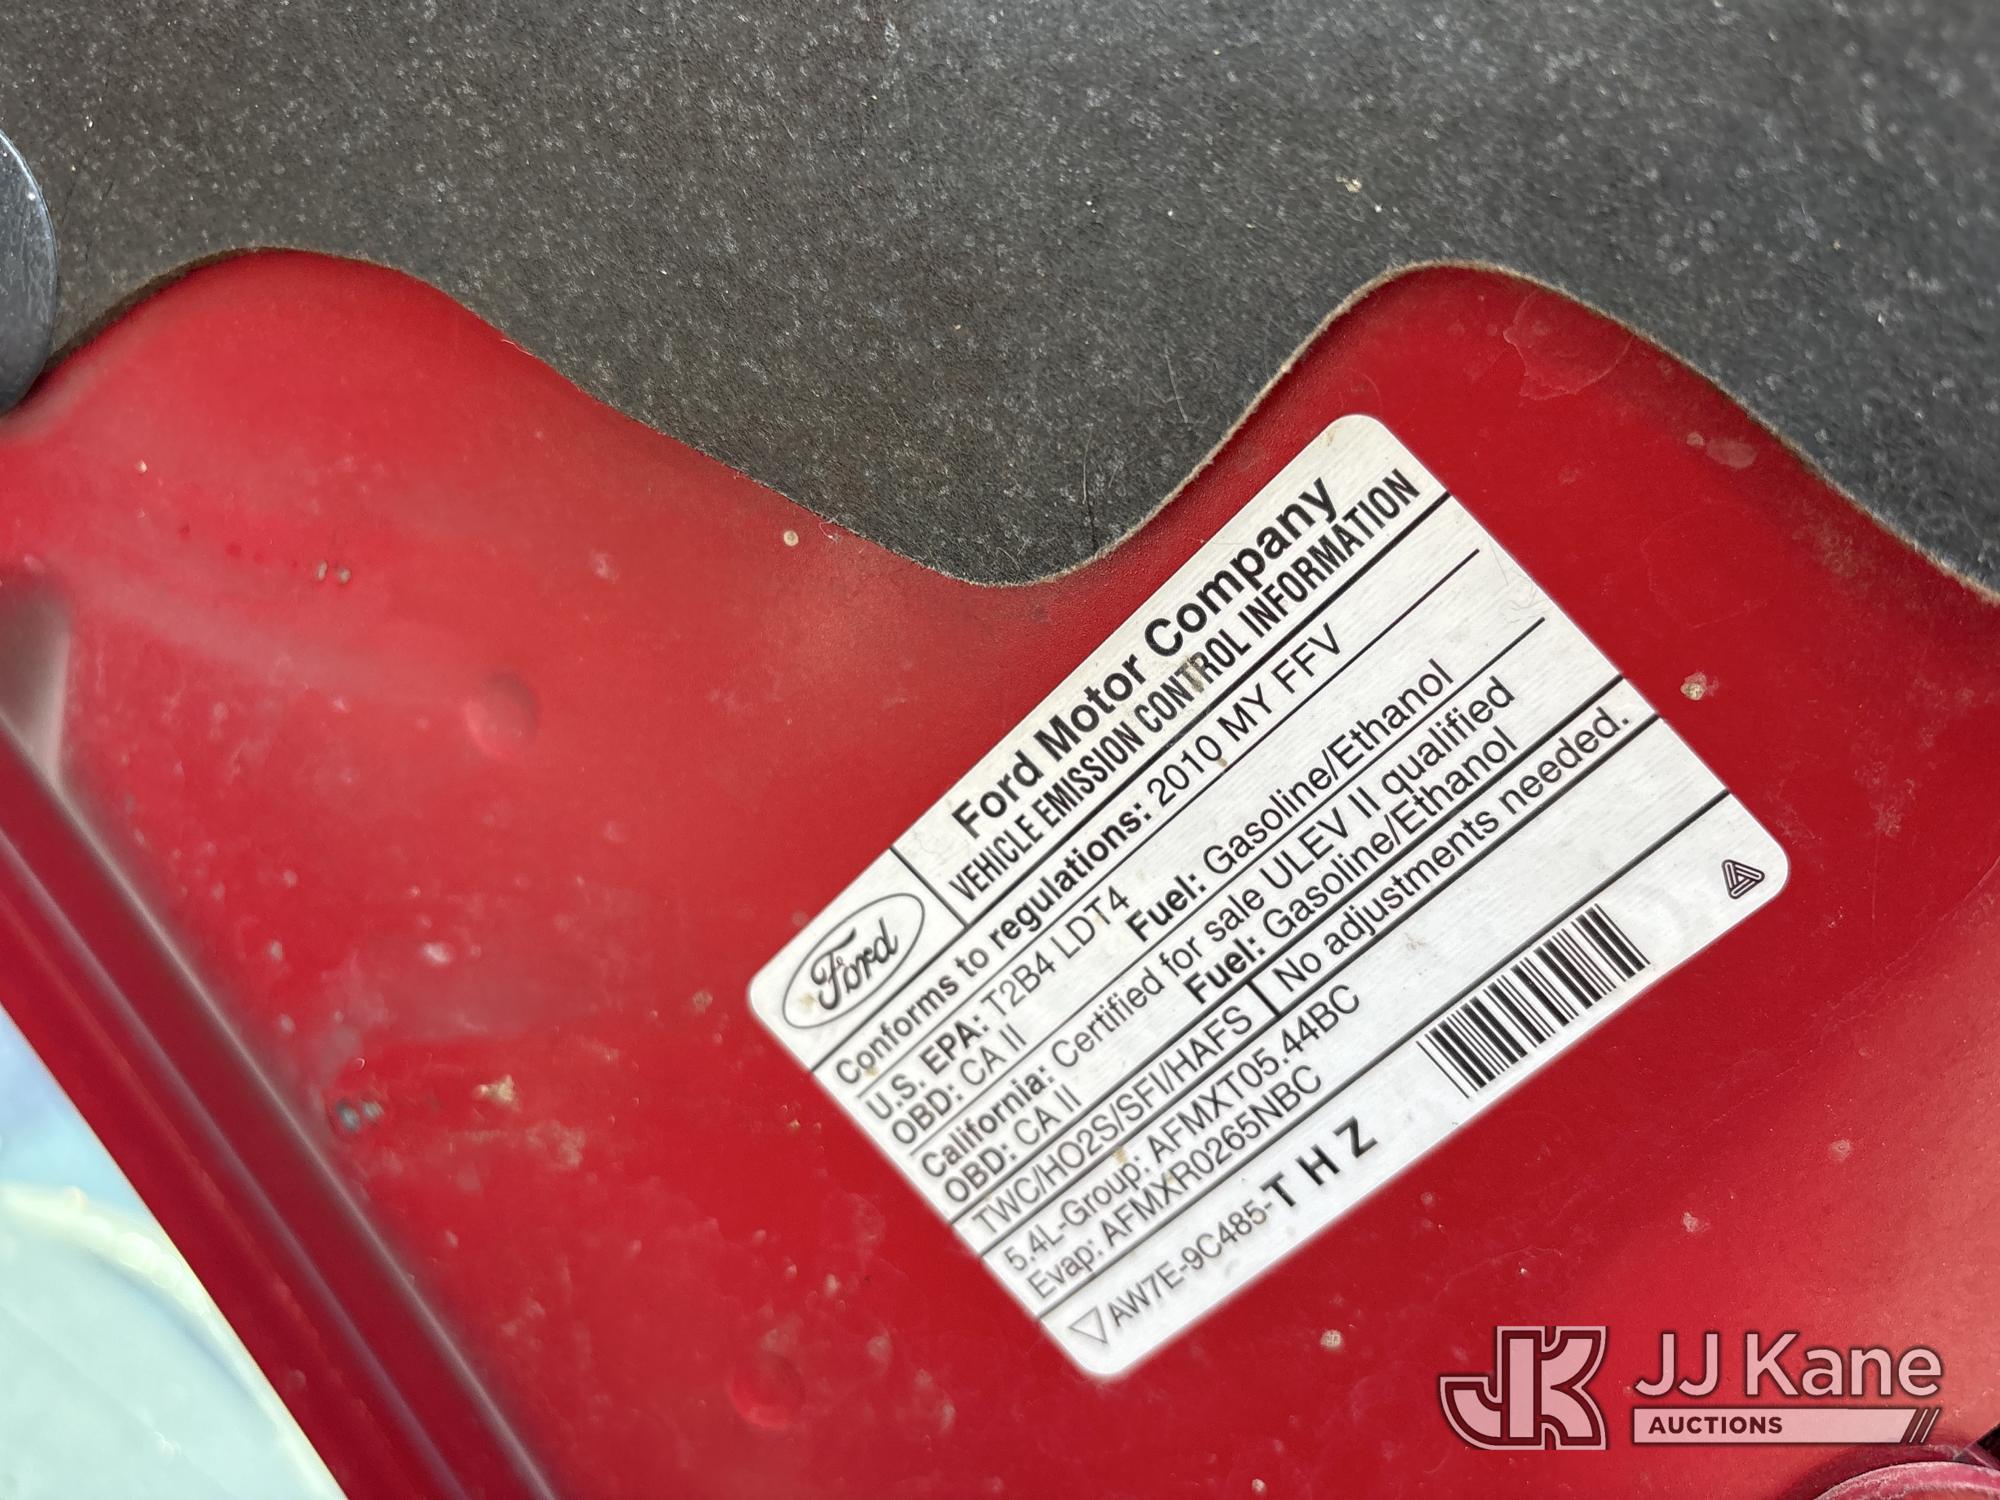 Ford
Ford Motor Company
VEHICLE EMISSION CONTROL INFORMATION
Conforms to regulations: 2010 MY FFV
U.S. EPA: T2B4 LDT4
OBD: CA II Fuel: Gasoline/Ethanol
California: Certified for sale ULEV II qualified
OBD: CA II Fuel: Gasoline/Ethanol
TWC/HO2S/SFI/HAFS No adjustments needed.
5.4L-Group: AFMXT05.44BC
Evap: AFMXR0265NBC
AW7E-9C485-T H Z
JK JJ Kane
AUCTIONS